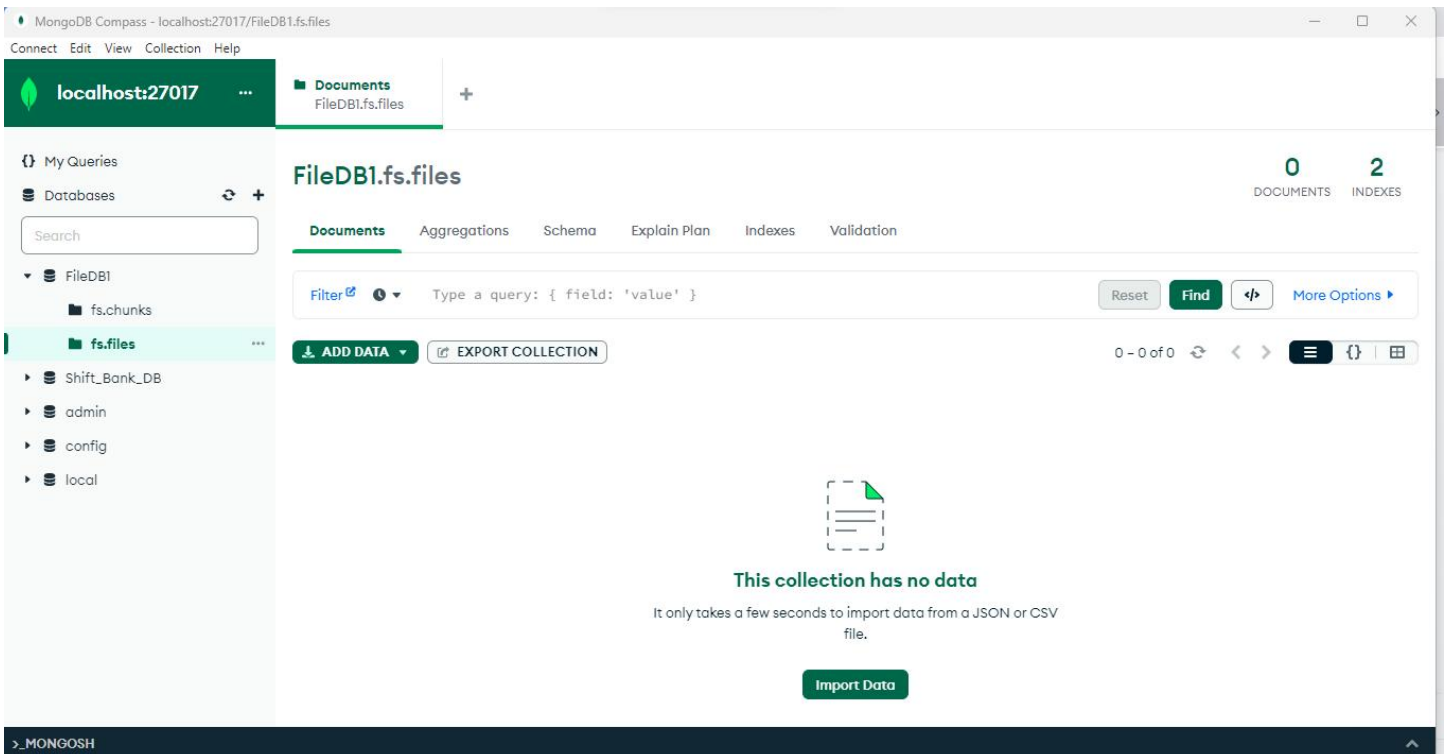 MongoDB Compass - localhost:27017/FileDB1.fs.files
Connect Edit View Collection Help
localhost:27017 ...
Documents
FileDB1.fs.files
{} My Queries
Databases
Search
FileDB1
fs.chunks
fs.files
Shift_Bank_DB
admin
config
local
FileDB1.fs.files
0
DOCUMENTS
2
INDEXES
Documents Aggregations Schema Explain Plan Indexes Validation
Filter Type a query: { field: 'value' } Reset Find </> More Options
ADD DATA EXPORT COLLECTION 0 – 0 of 0 {}
This collection has no data
It only takes a few seconds to import data from a JSON or CSV
file.
Import Data
>_MONGOSH